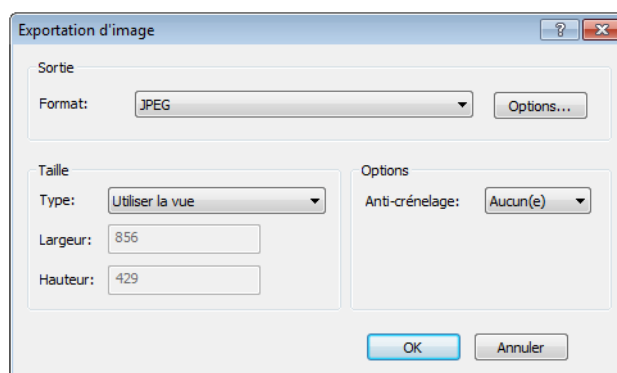 Exportation d'image
Sortie
Format: JPEG Options...
Taille
Type: Utiliser la vue
Largeur: 856
Hauteur: 429
Options
Anti-crénelage: Aucun(e)
OK Annuler